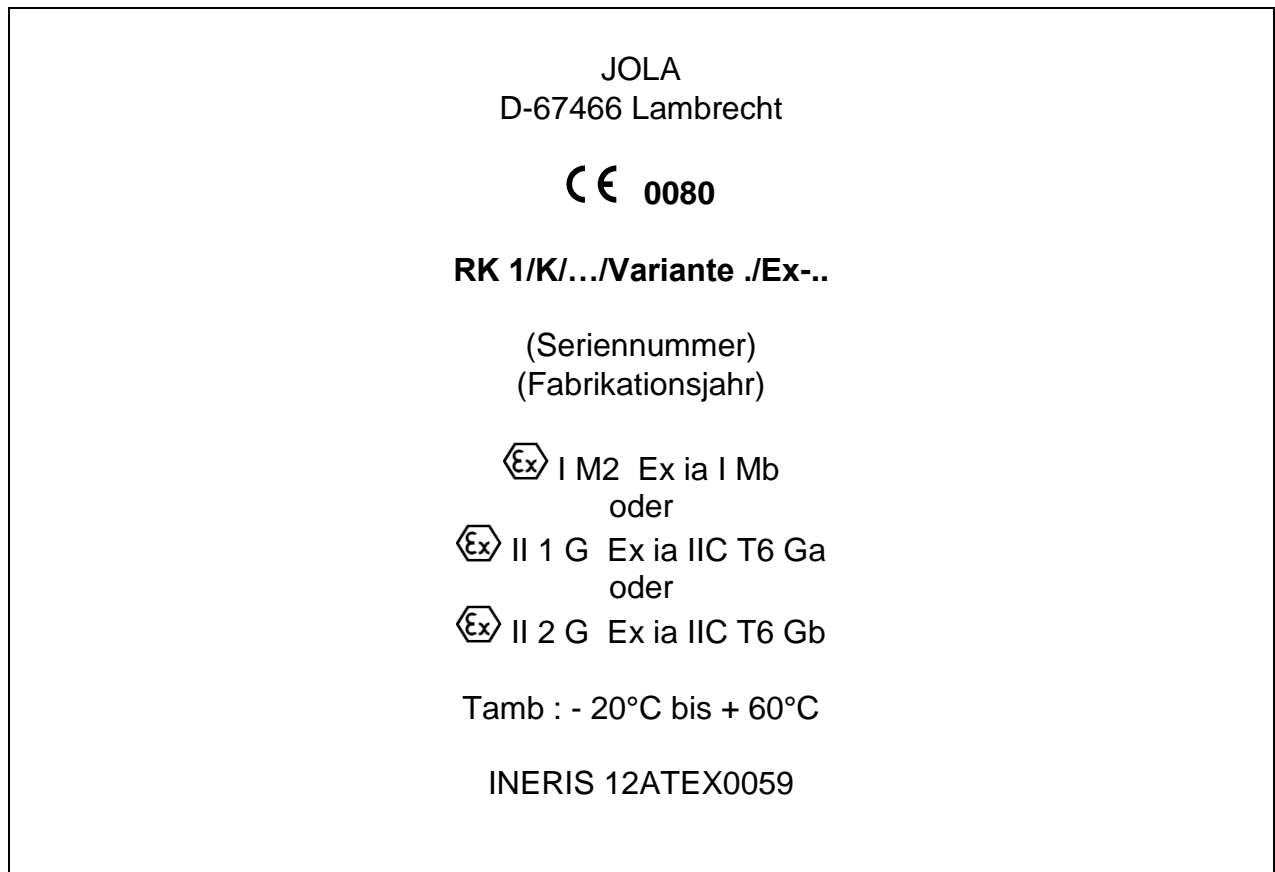 JOLA
D-67466 Lambrecht
CE 0080
RK 1/K/…/Variante ./Ex-..
(Seriennummer)
(Fabrikationsjahr)
Ex I M2 Ex ia I Mb
oder
Ex II 1 G Ex ia IIC T6 Ga
oder
Ex II 2 G Ex ia IIC T6 Gb
Tamb : - 20°C bis + 60°C
INERIS 12ATEX0059